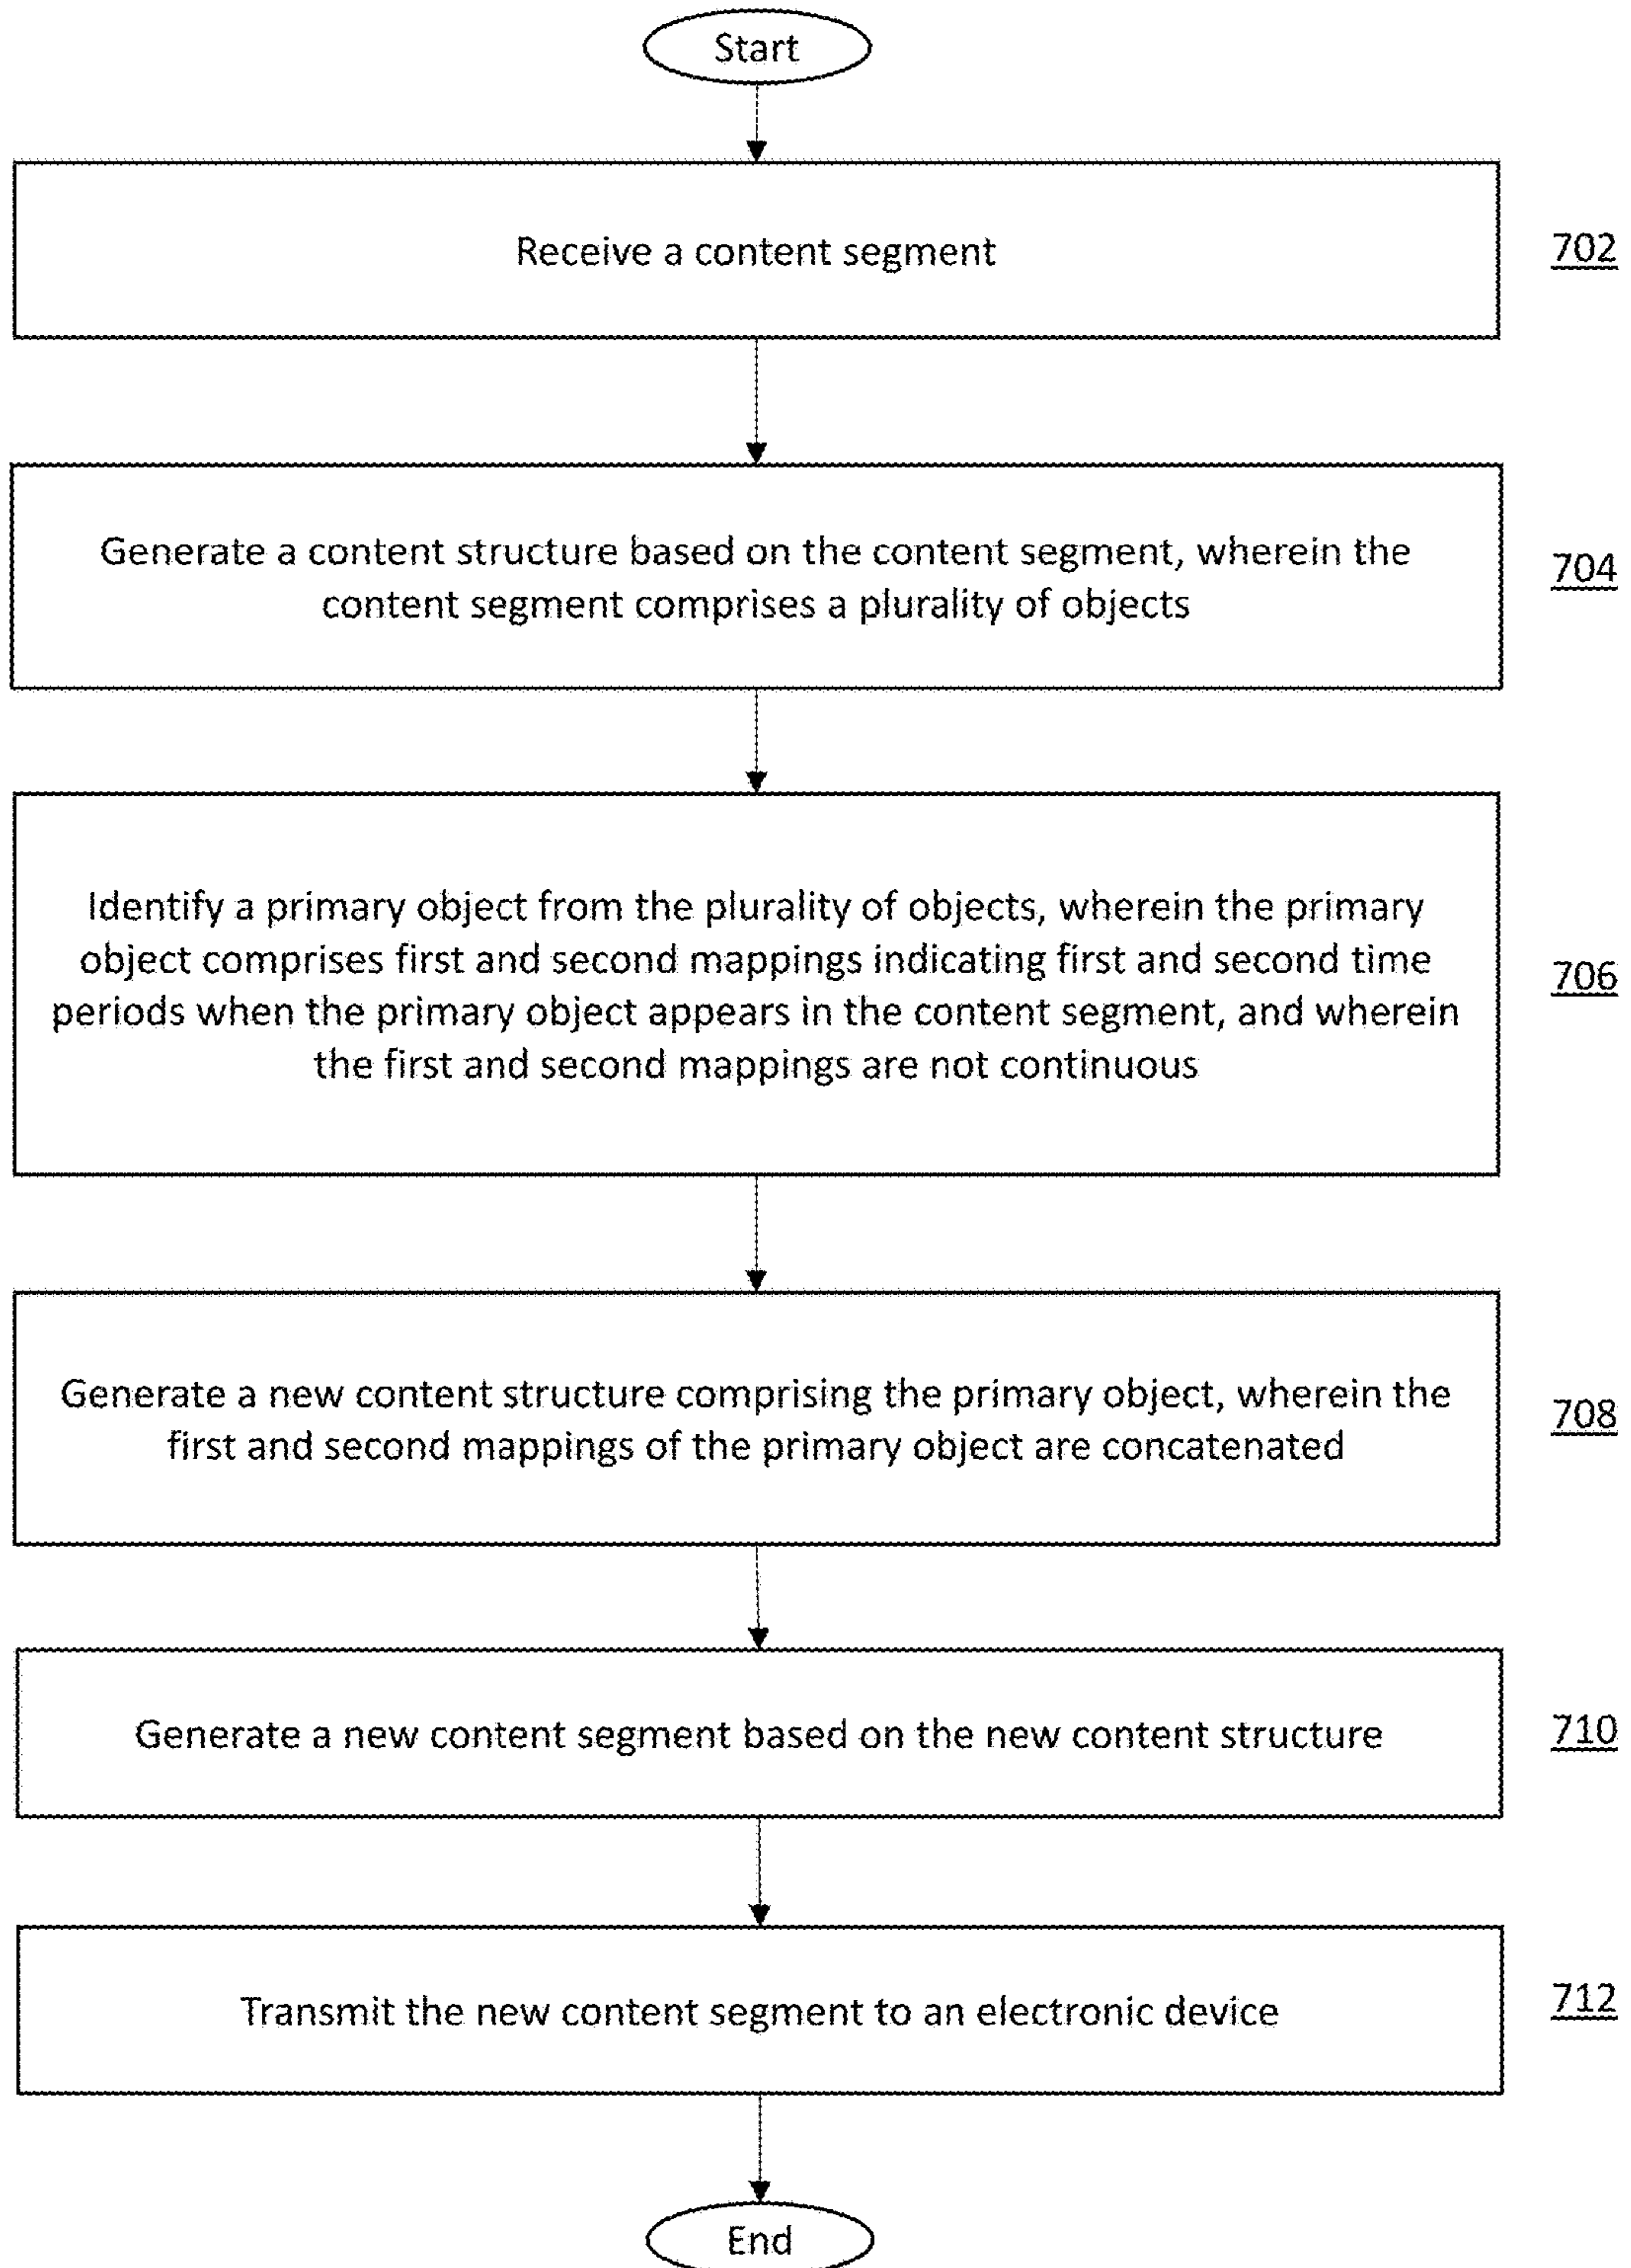 Start
Receive a content segment
702
Generate a content structure based on the content segment, wherein the
content segment comprises a plurality of objects
704
Identify a primary object from the plurality of objects, wherein the primary
object comprises first and second mappings indicating first and second time
periods when the primary object appears in the content segment, and wherein
the first and second mappings are not continuous
706
Generate a new content structure comprising the primary object, wherein the
first and second mappings of the primary object are concatenated
708
Generate a new content segment based on the new content structure
710
Transmit the new content segment to an electronic device
712
End